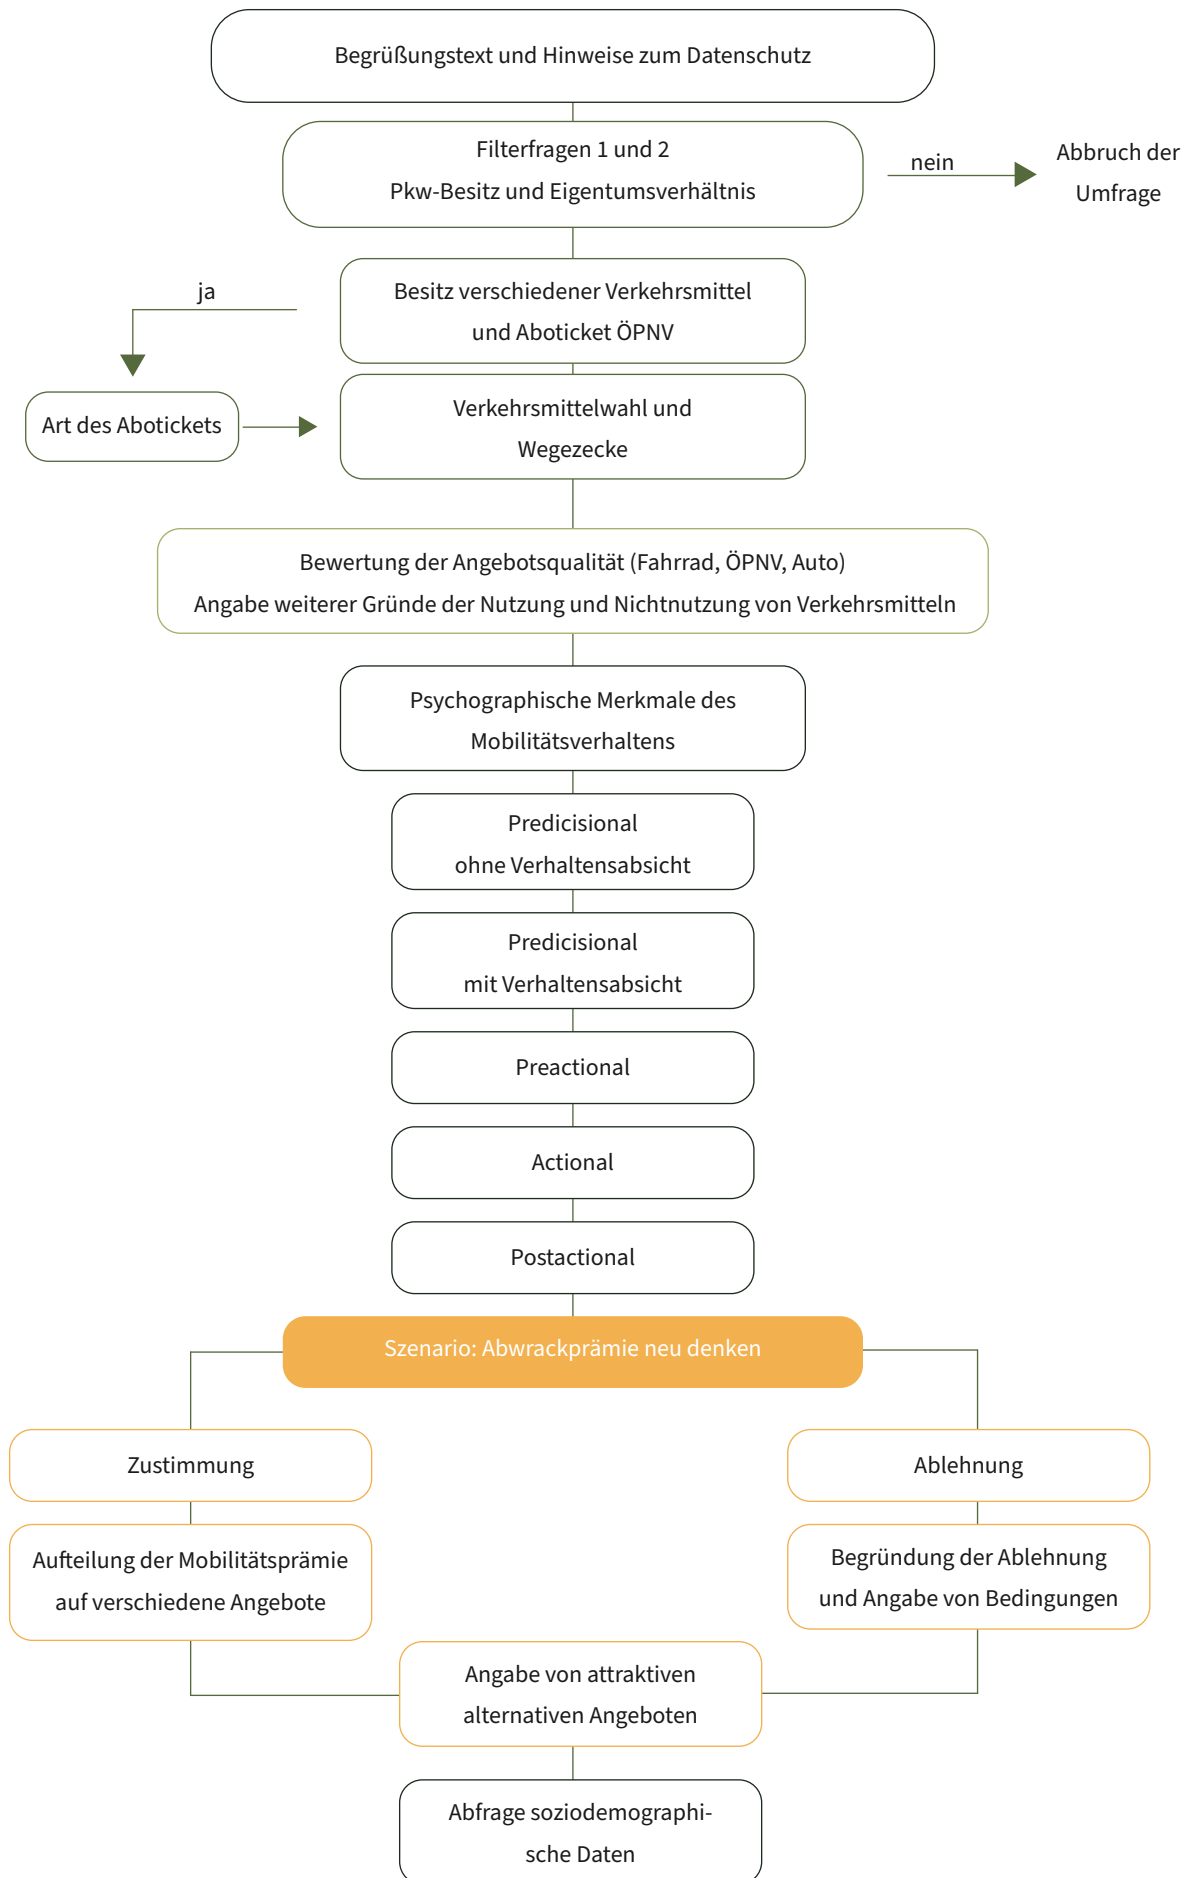 Begrüßungstext und Hinweise zum Datenschutz
Filterfragen 1 und 2
Pkw-Besitz und Eigentumsverhältnis
nein
Abbruch der
Umfrage
ja
Besitz verschiedener Verkehrsmittel
und Aboticket ÖPNV
Art des Abotickets
Verkehrsmittelwahl und
Wegezecke
Bewertung der Angebotsqualität (Fahrrad, ÖPNV, Auto)
Angabe weiterer Gründe der Nutzung und Nichtnutzung von Verkehrsmitteln
Psychographische Merkmale des
Mobilitätsverhaltens
Predicisional
ohne Verhaltensabsicht
Predicisional
mit Verhaltensabsicht
Preactional
Actional
Postactional
Szenario: Abwrackprämie neu denken
Zustimmung
Ablehnung
Aufteilung der Mobilitätsprämie
auf verschiedene Angebote
Begründung der Ablehnung
und Angabe von Bedingungen
Angabe von attraktiven
alternativen Angeboten
Abfrage soziodemographi-
sche Daten